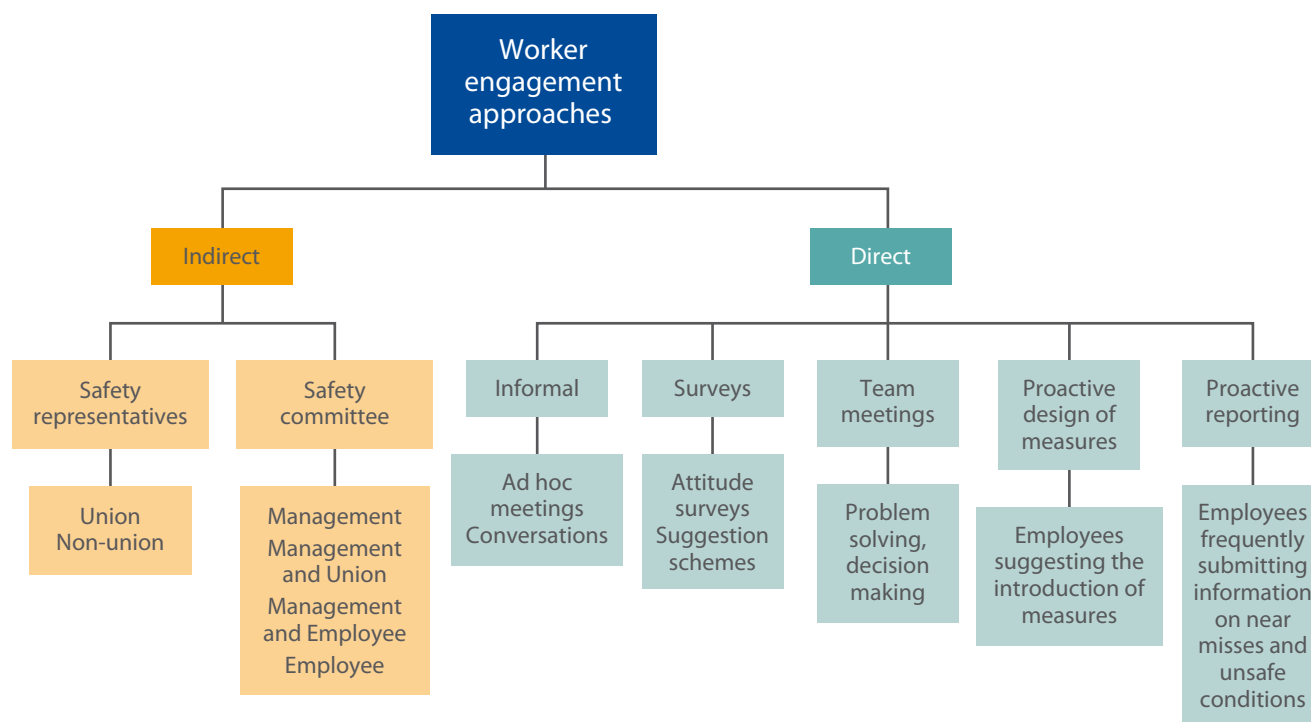 Worker
engagement
approaches
Indirect
Direct
Safety
representatives
Safety
committee
Informal
Surveys
Team
meetings
Proactive
design of
measures
Proactive
reporting
Union
Non-union
Management
Management
and Union
Management
and Employee
Employee
Ad hoc
meetings
Conversations
Attitude
surveys
Suggestion
schemes
Problem
solving,
decision
making
Employees
suggesting the
introduction of
measures
Employees
frequently
submitting
information
on near
misses and
unsafe
conditions